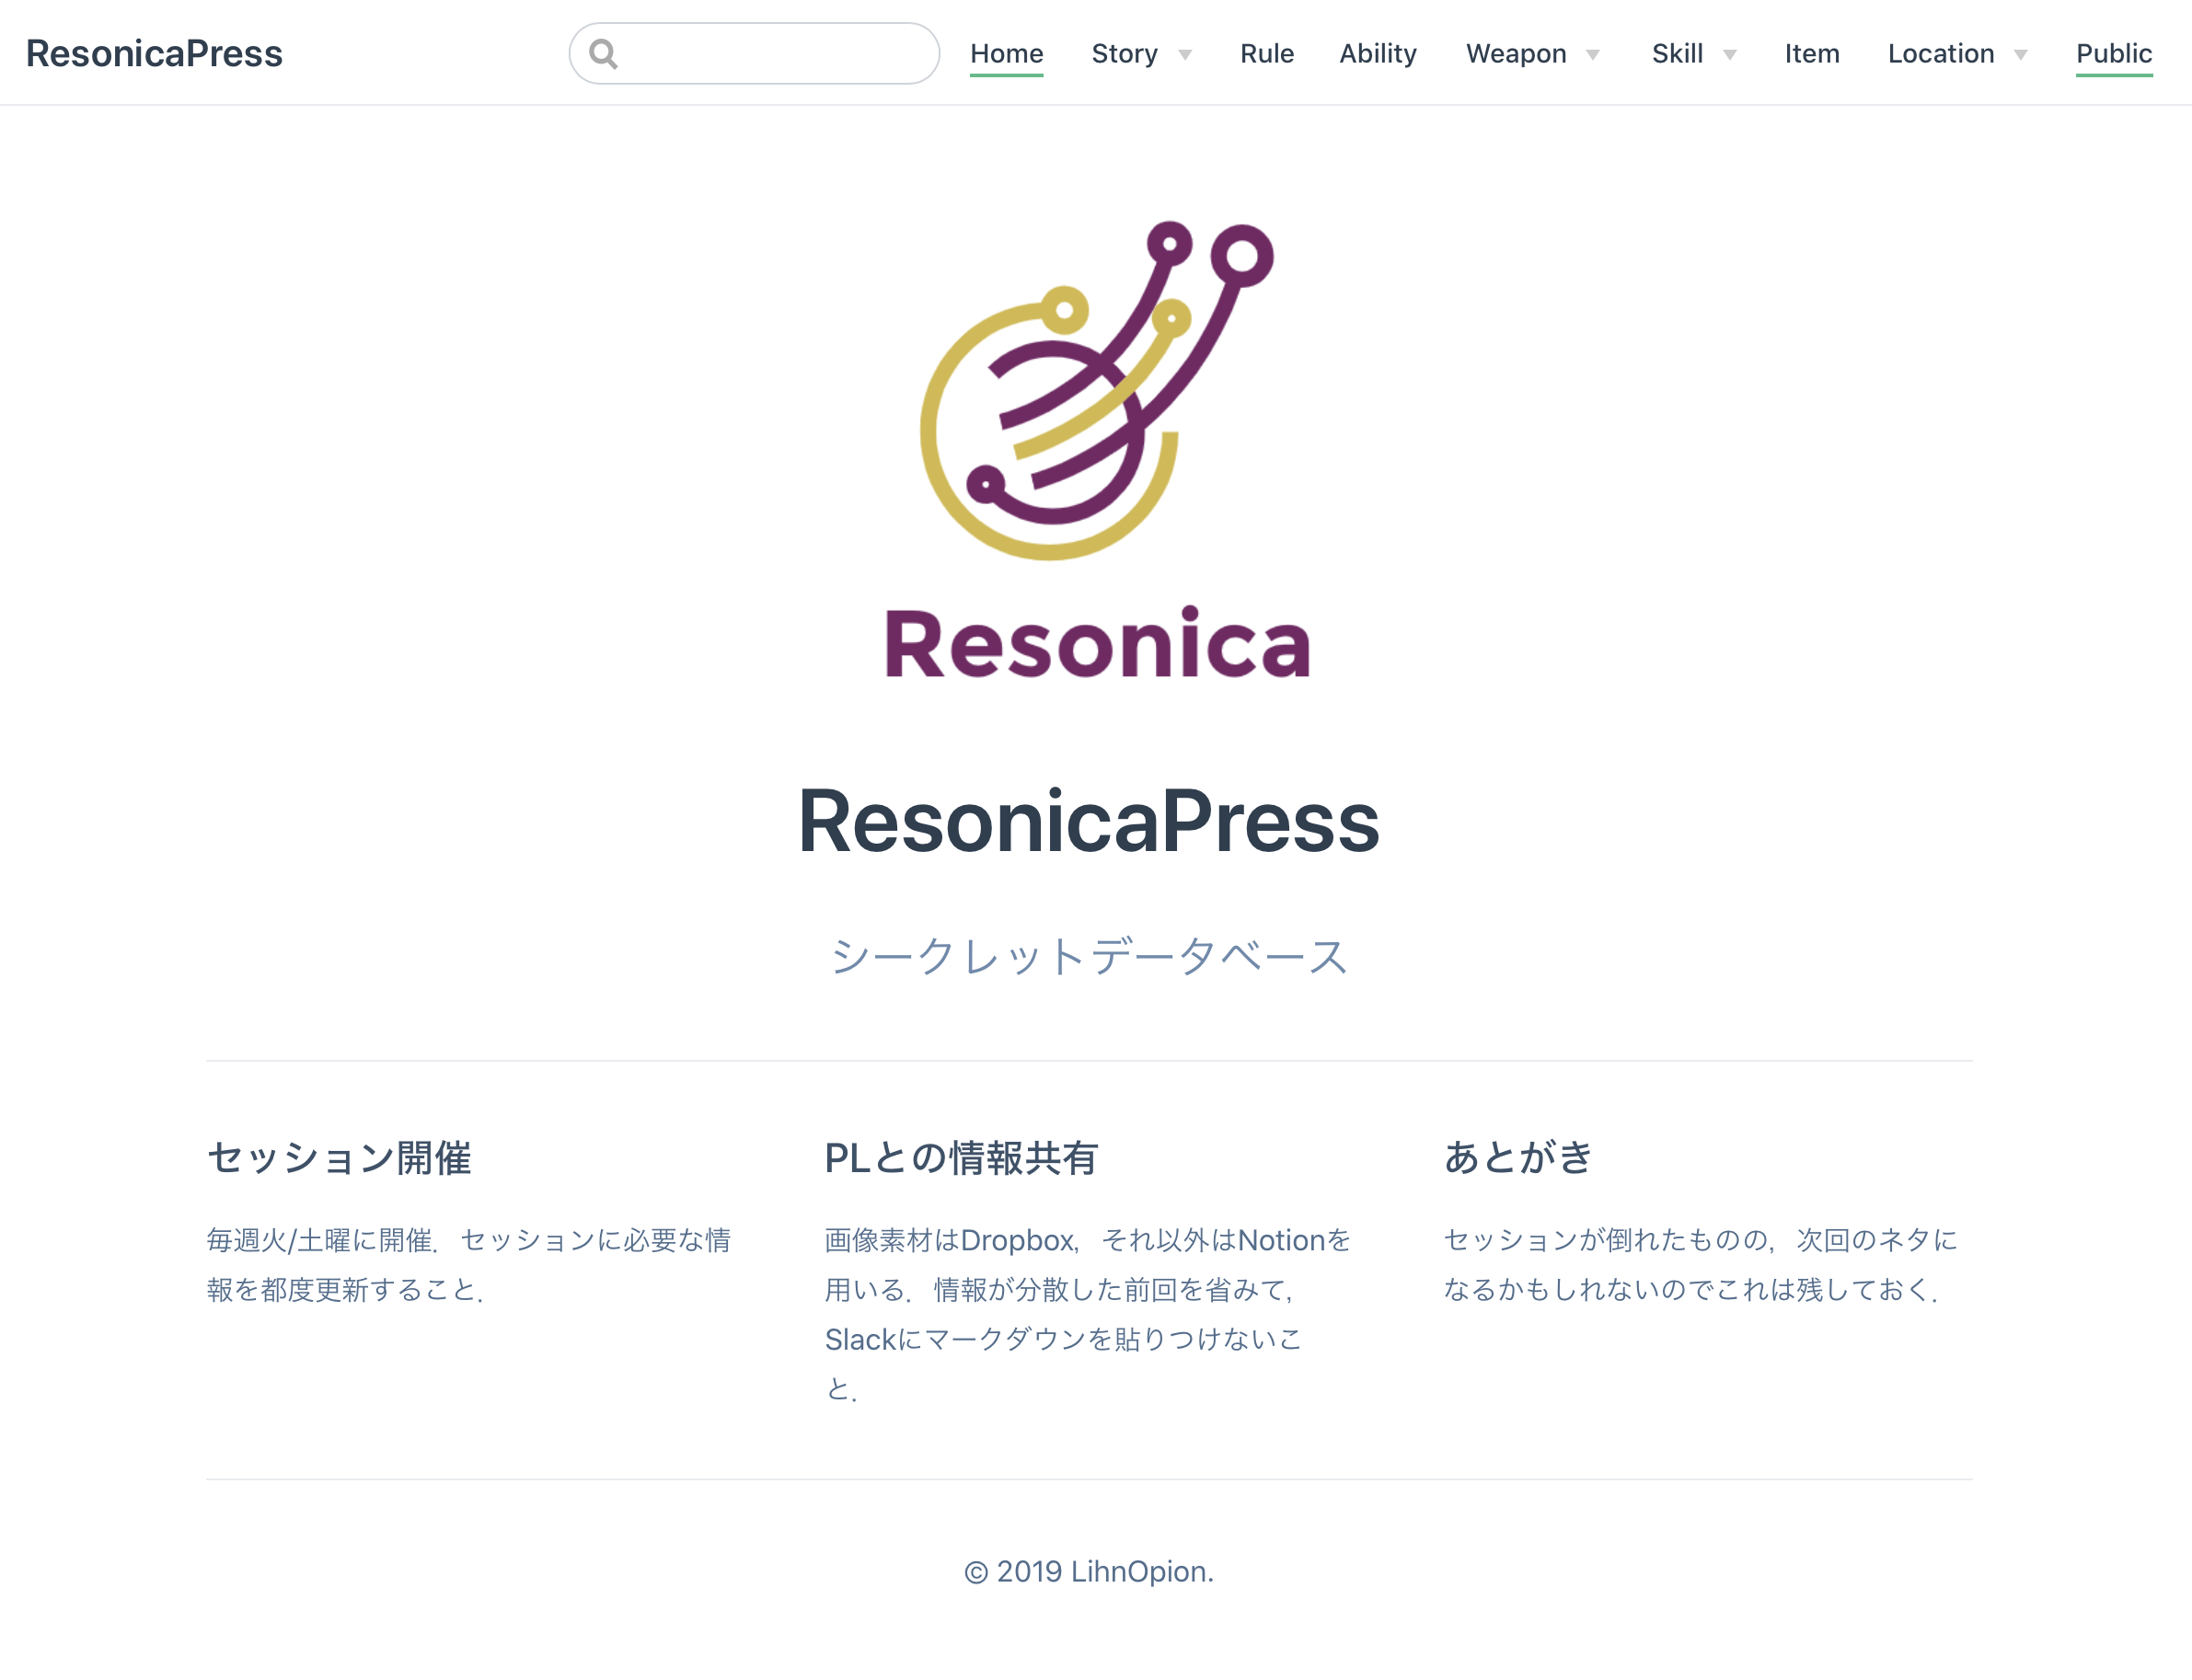 ResonicaPress
Home Story Rule Ability Weapon Skill Item Location Public
Resonica
ResonicaPress
シークレットデータベース
セッション開催
毎週火/土曜に開催．セッションに必要な情
報を都度更新すること．
PLとの情報共有
画像素材はDropbox，それ以外はNotionを
用いる．情報が分散した前回を省みて，
Slackにマークダウンを貼りつけないこ
と．
あとがき
セッションが倒れたものの，次回のネタに
なるかもしれないのでこれは残しておく．
© 2019 LihnOpion.